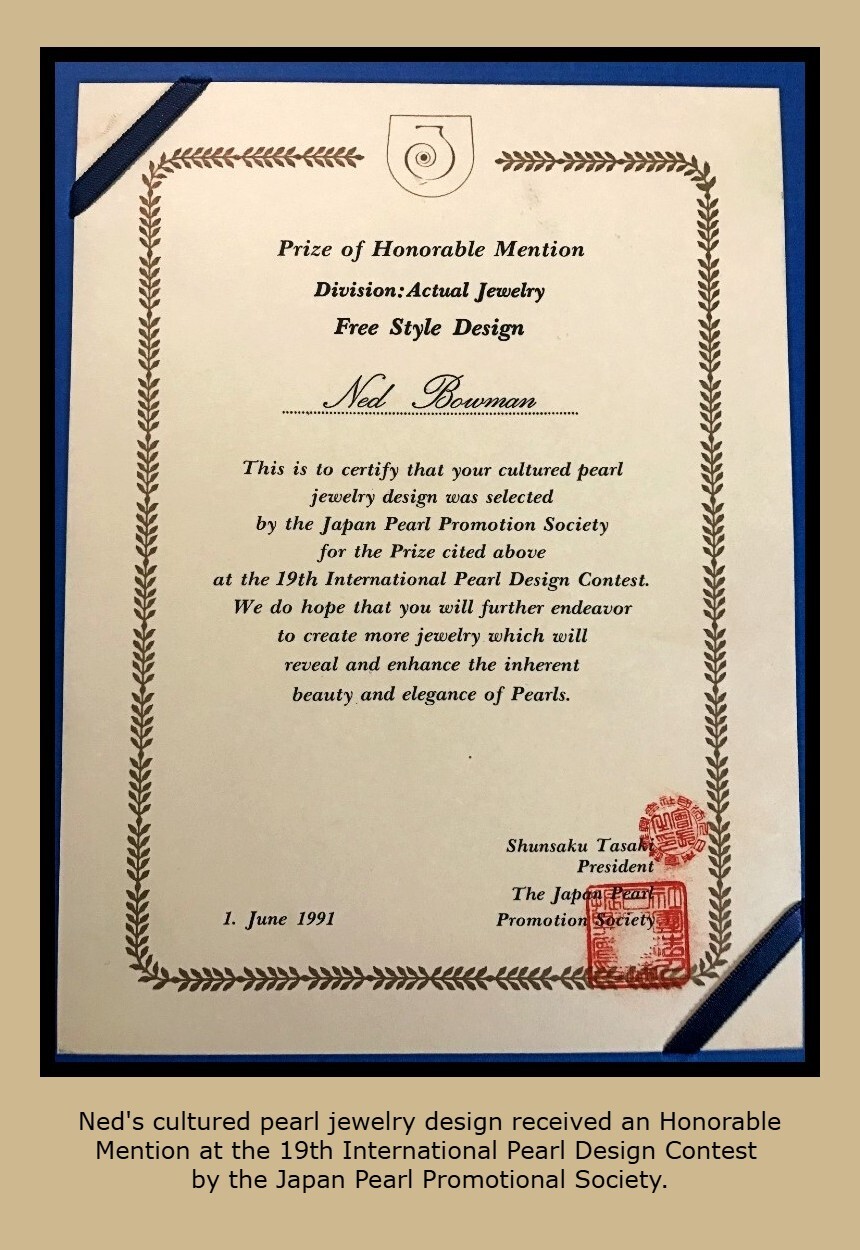 Prize of Honorable Mention
Division: Actual Jewelry
Free Style Design
Ned Bowman
This is to certify that your cultured pearl
jewelry design was selected
by the Japan Pearl Promotion Society
for the Prize cited above
at the 19th International Pearl Design Contest.
We do hope that you will further endeavor
to create more jewelry which will
reveal and enhance the inherent
beauty and elegance of Pearls.
Shunsaku Tasaki
President
The Japan Pearl
1. June 1991 Promotion Society
Ned's cultured pearl jewelry design received an Honorable
Mention at the 19th International Pearl Design Contest
by the Japan Pearl Promotional Society.